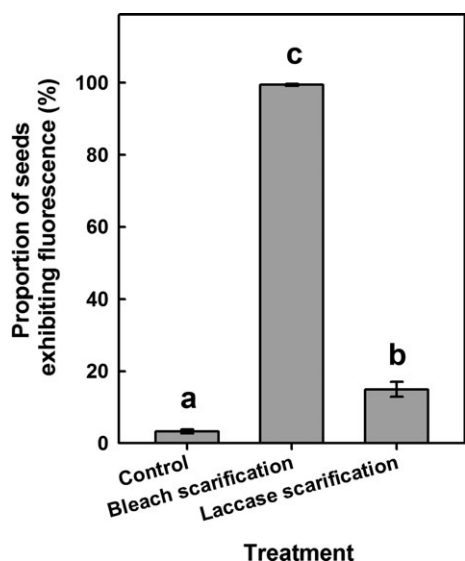 Proportion of seeds
exhibiting fluorescence (%)
100
80
60
40
20
0
a
c
b
Control
Bleach scarification
Laccase scarification
Treatment